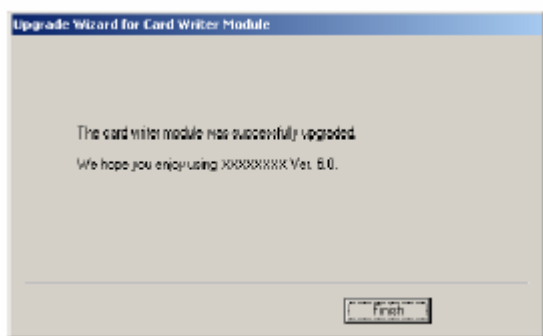 Upgrade Wizard for Card Writer Module
The card writer module was successfully upgraded.
We hope you enjoy using XXXXXXXX Ver. 6.0.
Finish